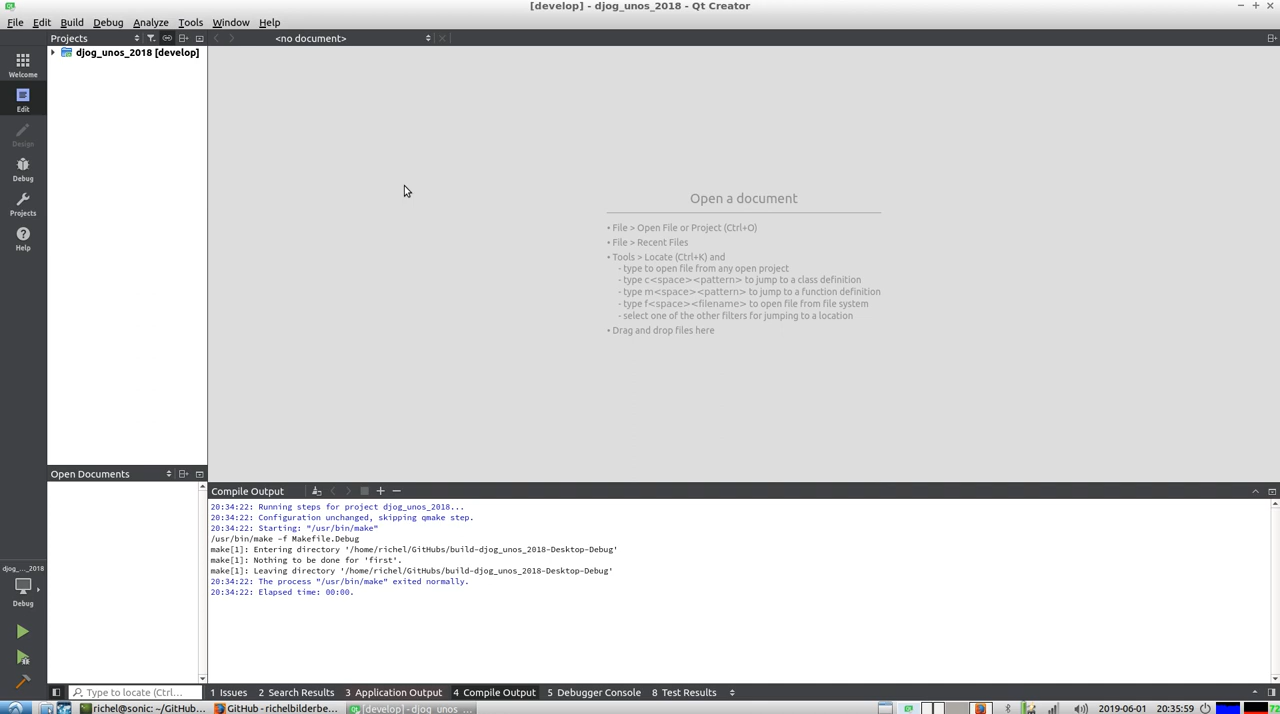 [develop] - djog_unos_2018 - Qt Creator
File Edit Build Debug Analyze Tools Window Help
Projects
<no document>
djog_unos_2018 [develop]
Welcome
Edit
Design
Debug
Projects
Help
Open a document
• File > Open File or Project (Ctrl+O)
• File > Recent Files
• Tools > Locate (Ctrl+K) and
- type to open file from any open project
- type c<space><pattern> to jump to a class definition
- type m<space><pattern> to jump to a function definition
- type f<space><filename> to open file from file system
- select one of the other filters for jumping to a location
• Drag and drop files here
Open Documents
Compile Output
20:34:22: Running steps for project djog_unos_2018...
20:34:22: Configuration unchanged, skipping qmake step.
20:34:22: Starting: "/usr/bin/make"
/usr/bin/make -f Makefile.Debug
make[1]: Entering directory '/home/richel/GitHubs/build-djog_unos_2018-Desktop-Debug'
make[1]: Nothing to be done for 'first'.
make[1]: Leaving directory '/home/richel/GitHubs/build-djog_unos_2018-Desktop-Debug'
20:34:22: The process "/usr/bin/make" exited normally.
20:34:22: Elapsed time: 00:00.
djog_..._2018
Debug
Type to locate (Ctrl...
1 Issues 2 Search Results 3 Application Output 4 Compile Output 5 Debugger Console 8 Test Results
richel@sonic: ~/GitHub... GitHub - richelbilderbe... [develop] - djog_unos_... 2019-06-01 20:35:59 72